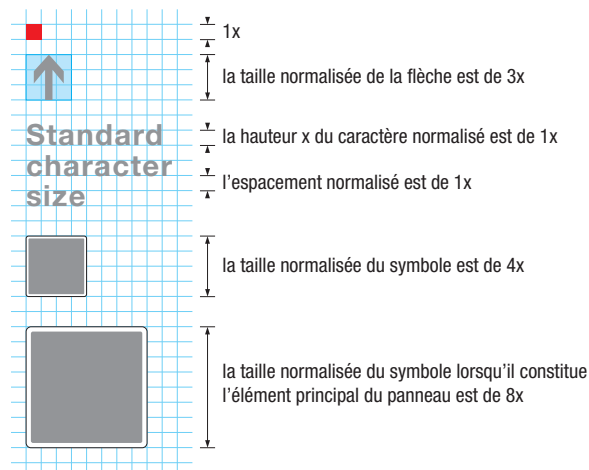 1x
la taille normalisée de la flèche est de 3x
Standard
character
size
la hauteur x du caractère normalisé est de 1x
l'espacement normalisé est de 1x
la taille normalisée du symbole est de 4x
la taille normalisée du symbole lorsqu'il constitue
l'élément principal du panneau est de 8x